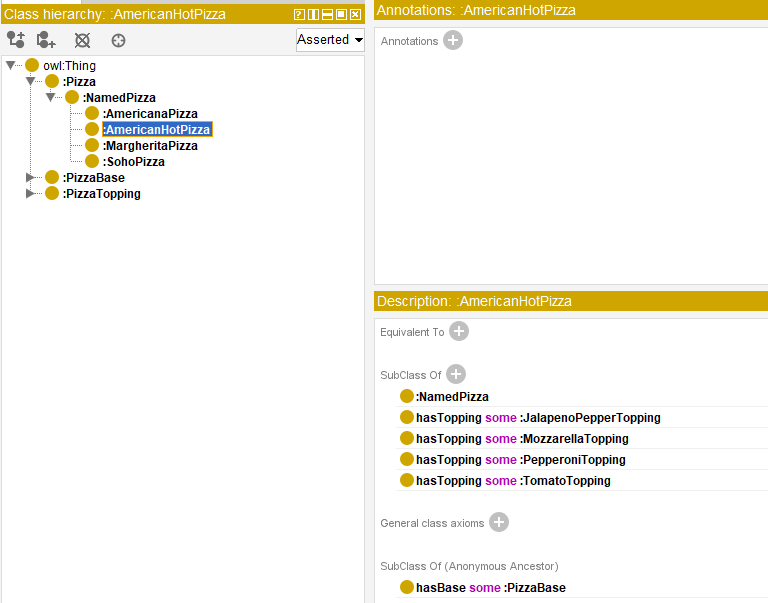 Class hierarchy: :AmericanHotPizza
Asserted
owl:Thing
:Pizza
:NamedPizza
:AmericanaPizza
:AmericanHotPizza
:MargheritaPizza
:SohoPizza
:PizzaBase
:PizzaTopping
Annotations: :AmericanHotPizza
Annotations
Description: :AmericanHotPizza
Equivalent To
SubClass Of
:NamedPizza
hasTopping some :JalapenoPepperTopping
hasTopping some :MozzarellaTopping
hasTopping some :PepperoniTopping
hasTopping some :TomatoTopping
General class axioms
SubClass Of (Anonymous Ancestor)
hasBase some :PizzaBase